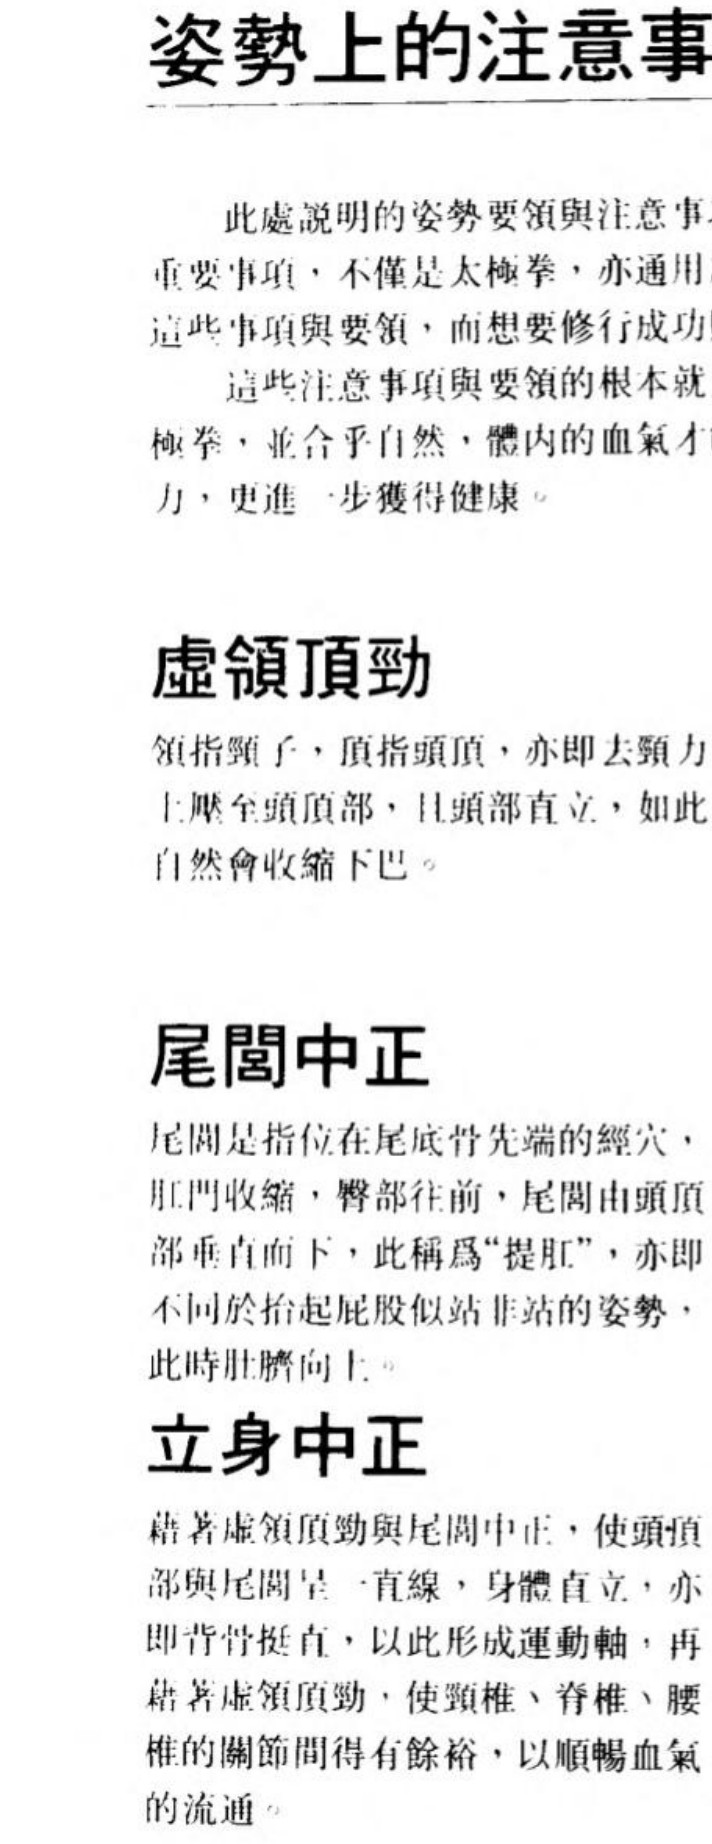 姿勢上的注意事
此處説明的姿勢要領與注意事
重要事項，不僅是太極拳，亦通用
這些事項與要領，而想要修行成功
這些注意事項與要領的根本就
極拳，並合乎自然，體内的血氣才
力，更進一步獲得健康。
虛領頂勁
領指頸子，頂指頭頂，亦即去頸力
上壓至頭頂部，且頭部直立，如此
自然會收縮下巴。
尾閭中正
尾閭是指位在尾底骨先端的經穴，
肛門收縮，臀部往前，尾閭由頭頂
部垂直而下，此稱爲“提肛”，亦即
不同於抬起屁股似站非站的姿勢，
此時肚臍向上。
立身中正
藉著虛領頂勁與尾閭中正，使頭頂
部與尾閭呈一直線，身體直立，亦
即背骨挺直，以此形成運動軸，再
藉著虛領頂勁，使頸椎、脊椎、腰
椎的關節間得有餘裕，以順暢血氣
的流通。